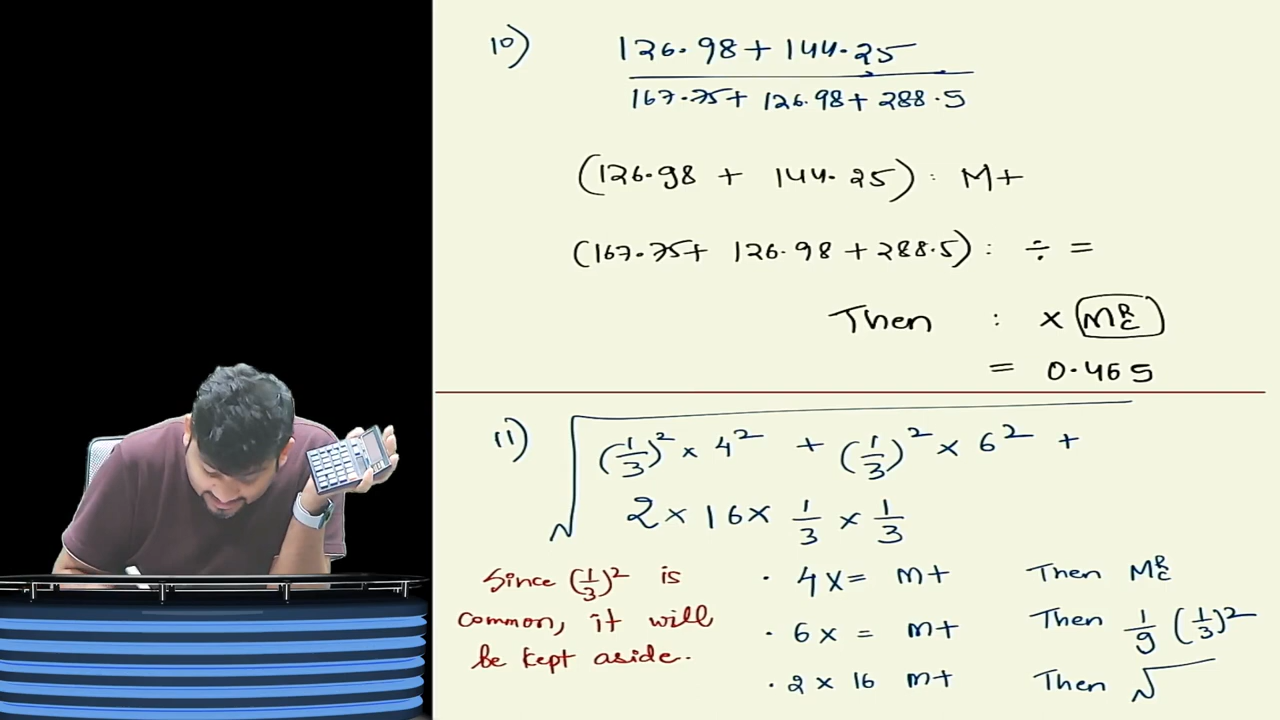 10) 126.98 + 144.25
167.75 + 126.98 + 288.5
(126.98 + 144.25) : M+
(167.75 + 126.98 + 288.5) : ÷ =
Then : × MRC
= 0.465
11) √ (1/3)² × 4² + (1/3)² × 6² +
2 × 16 × 1/3 × 1/3
Since (1/3)² is
common, it will
be kept aside.
· 4 × = m+ Then MRC
· 6 × = m+ Then 1/9 (1/3)²
· 2 × 16 m+ Then √